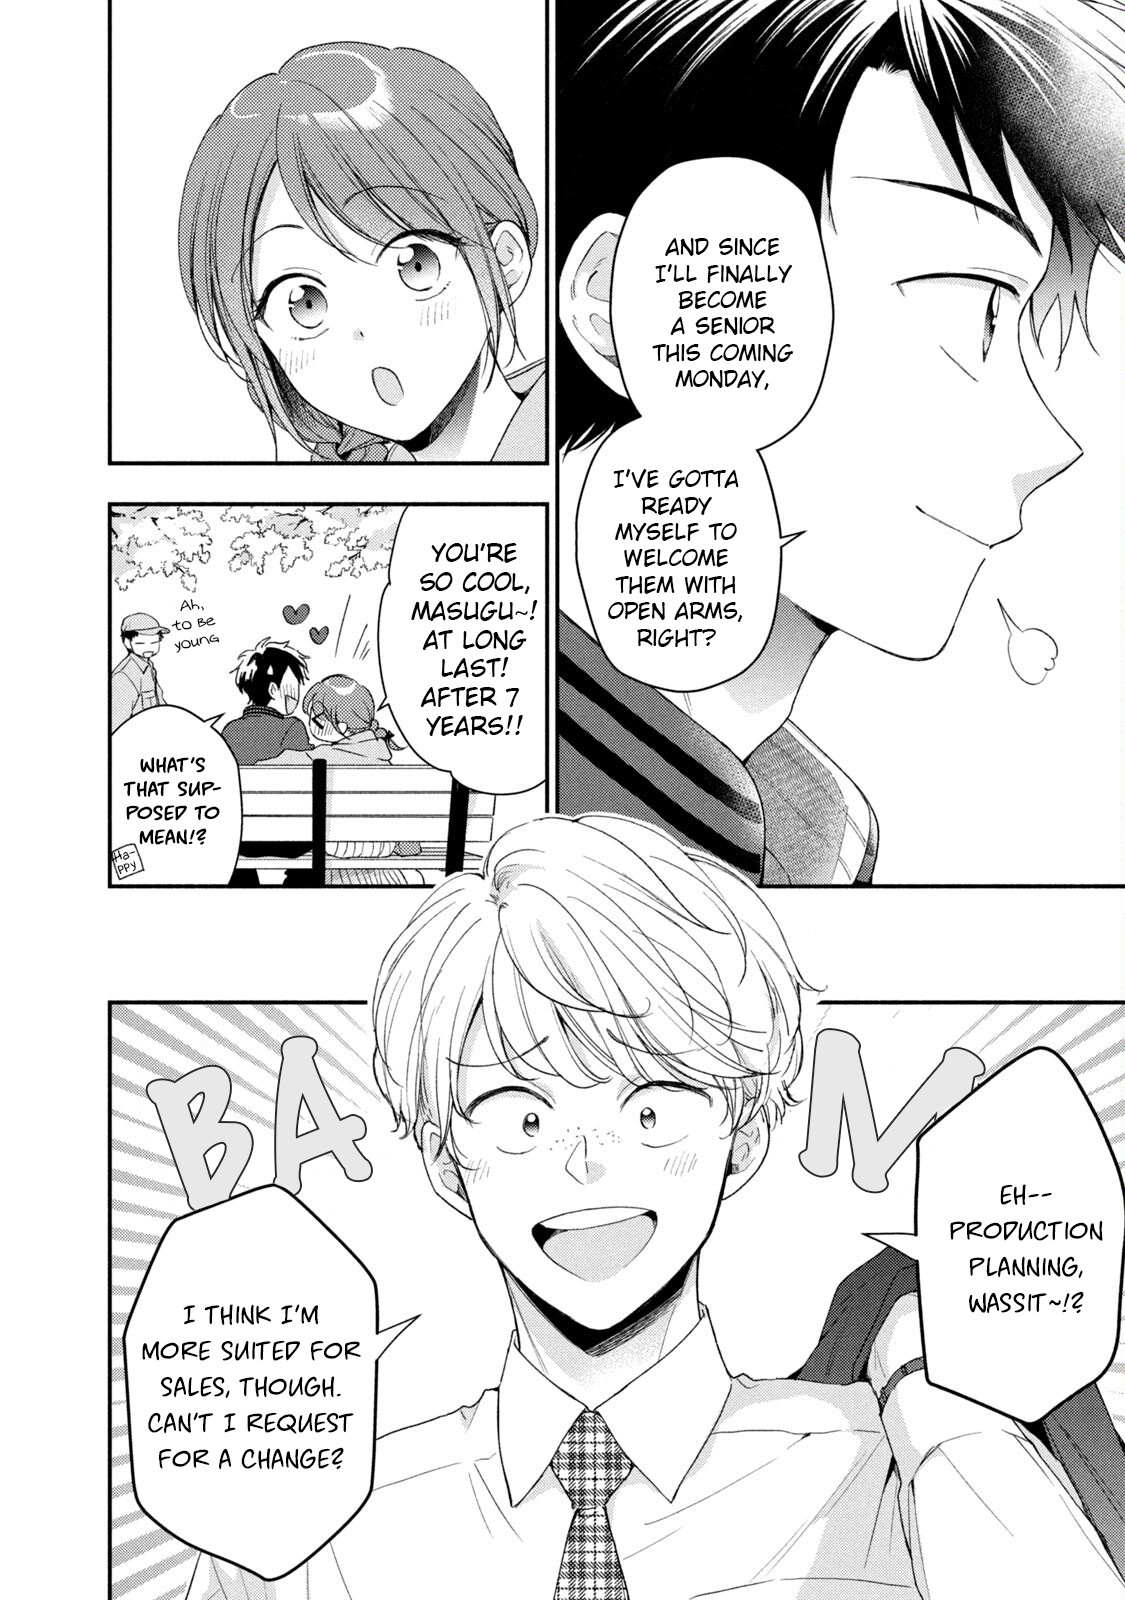 AND SINCE
I'LL FINALLY
BECOME
A SENIOR
THIS COMING
MONDAY,
I'VE GOTTA
READY
MYSELF TO
WELCOME
THEM WITH
OPEN ARMS,
RIGHT?
YOU'RE
SO COOL,
MASUGU~!
AT LONG
LAST!
AFTER 7
YEARS!!
Ah,
to be
young
WHAT'S
THAT SUP-
POSED TO
MEAN!?
Ha-
ppy
BAN
EH--
PRODUCTION
PLANNING,
WASSIT~!?
I THINK I'M
MORE SUITED FOR
SALES, THOUGH.
CAN'T I REQUEST
FOR A CHANGE?